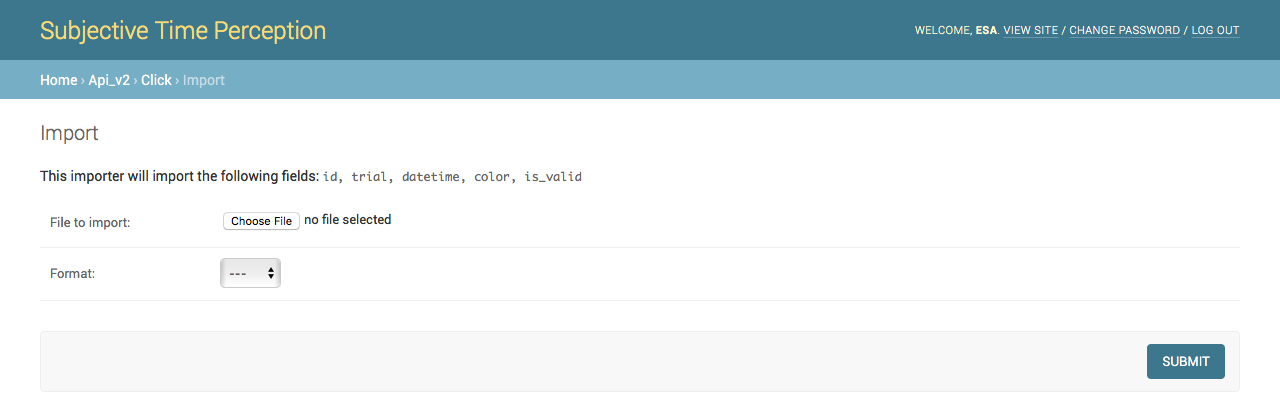 Subjective Time Perception
WELCOME, ESA. VIEW SITE / CHANGE PASSWORD / LOG OUT
Home › Api_v2 › Click › Import
Import
This importer will import the following fields: id, trial, datetime, color, is_valid
File to import: Choose File no file selected
Format: ---
SUBMIT